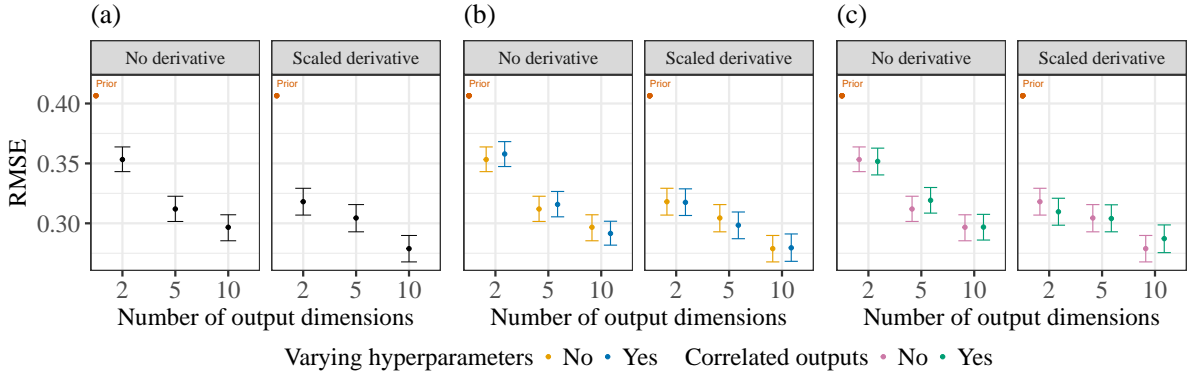 (a)
(b)
(c)
No derivative
Scaled derivative
No derivative
Scaled derivative
No derivative
Scaled derivative
Prior
Prior
Prior
Prior
Prior
Prior
RMSE
0.40
0.35
0.30
2 5 10
2 5 10
2 5 10
2 5 10
2 5 10
2 5 10
Number of output dimensions
Number of output dimensions
Number of output dimensions
Varying hyperparameters No Yes Correlated outputs No Yes